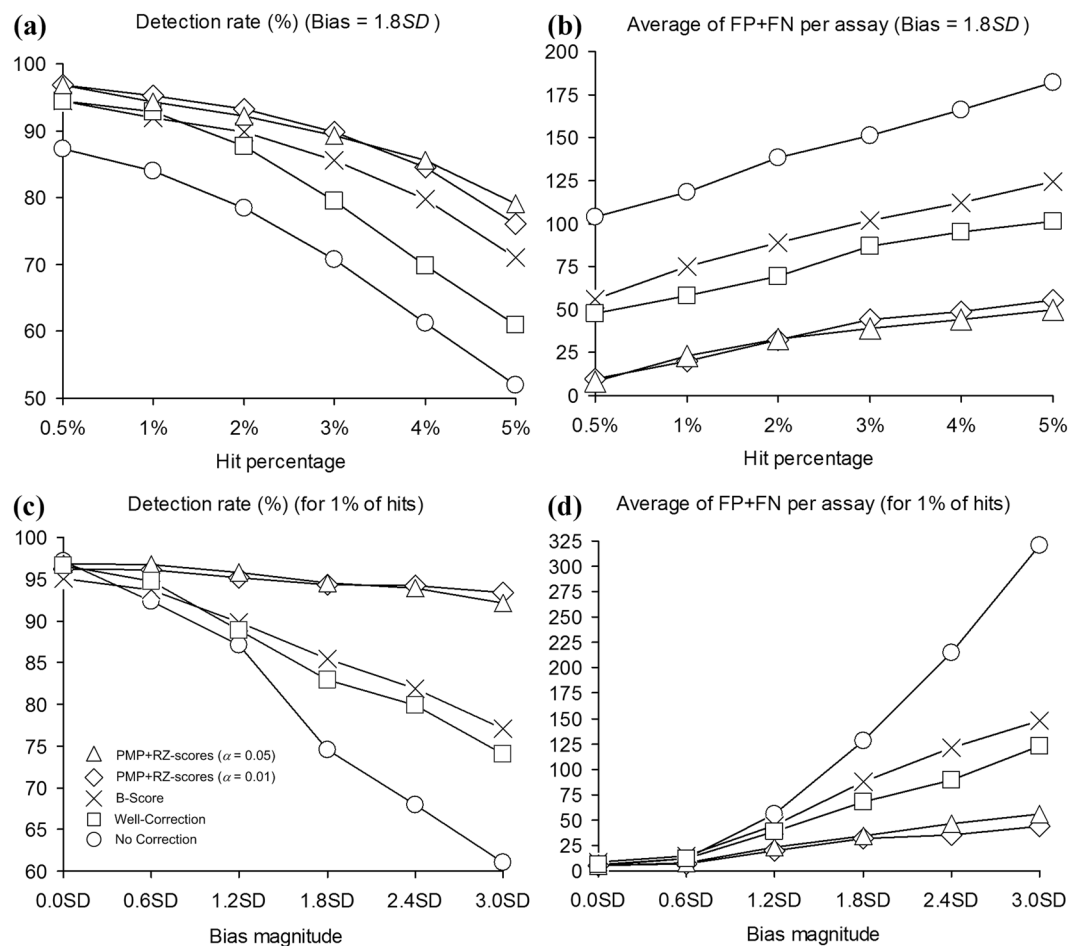 (a) Detection rate (%) (Bias = 1.8SD )
100
90
80
70
60
50
0.5% 1% 2% 3% 4% 5%
Hit percentage
(b) Average of FP+FN per assay (Bias = 1.8SD )
200
175
150
125
100
75
50
25
0
0.5% 1% 2% 3% 4% 5%
Hit percentage
(c) Detection rate (%) (for 1% of hits)
100
95
90
85
80
75
70
65
60
PMP+RZ-scores (α = 0.05)
PMP+RZ-scores (α = 0.01)
B-Score
Well-Correction
No Correction
0.0SD 0.6SD 1.2SD 1.8SD 2.4SD 3.0SD
Bias magnitude
(d) Average of FP+FN per assay (for 1% of hits)
325
300
275
250
225
200
175
150
125
100
75
50
25
5
0.0SD 0.6SD 1.2SD 1.8SD 2.4SD 3.0SD
Bias magnitude